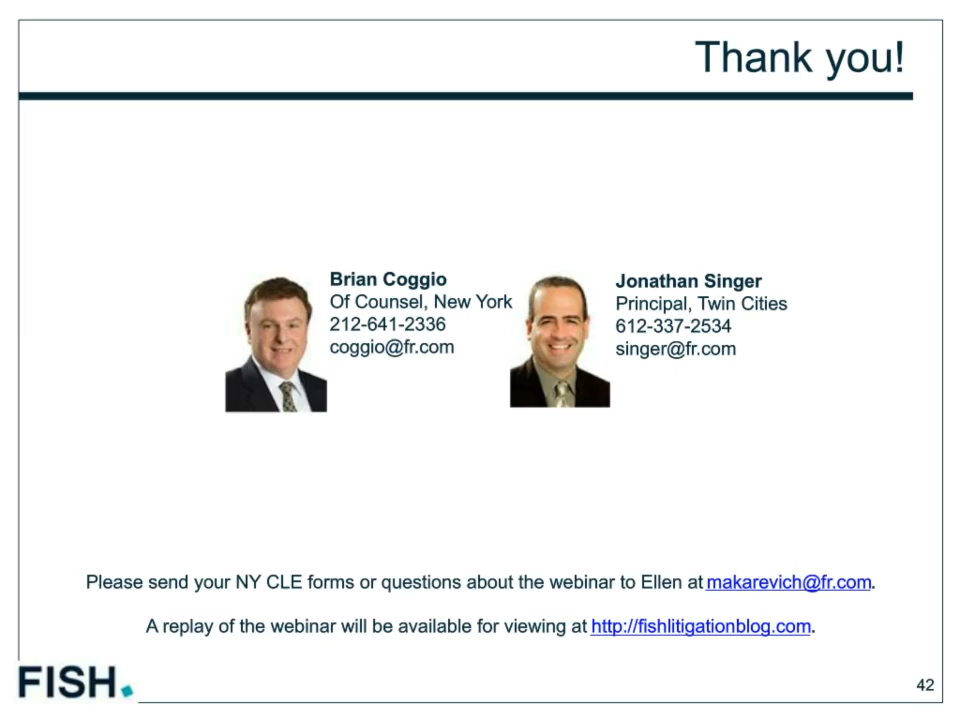 Thank you!
Brian Coggio
Of Counsel, New York
212-641-2336
coggio@fr.com
Jonathan Singer
Principal, Twin Cities
612-337-2534
singer@fr.com
Please send your NY CLE forms or questions about the webinar to Ellen at makarevich@fr.com.
A replay of the webinar will be available for viewing at http://fishlitigationblog.com.
FISH.
42